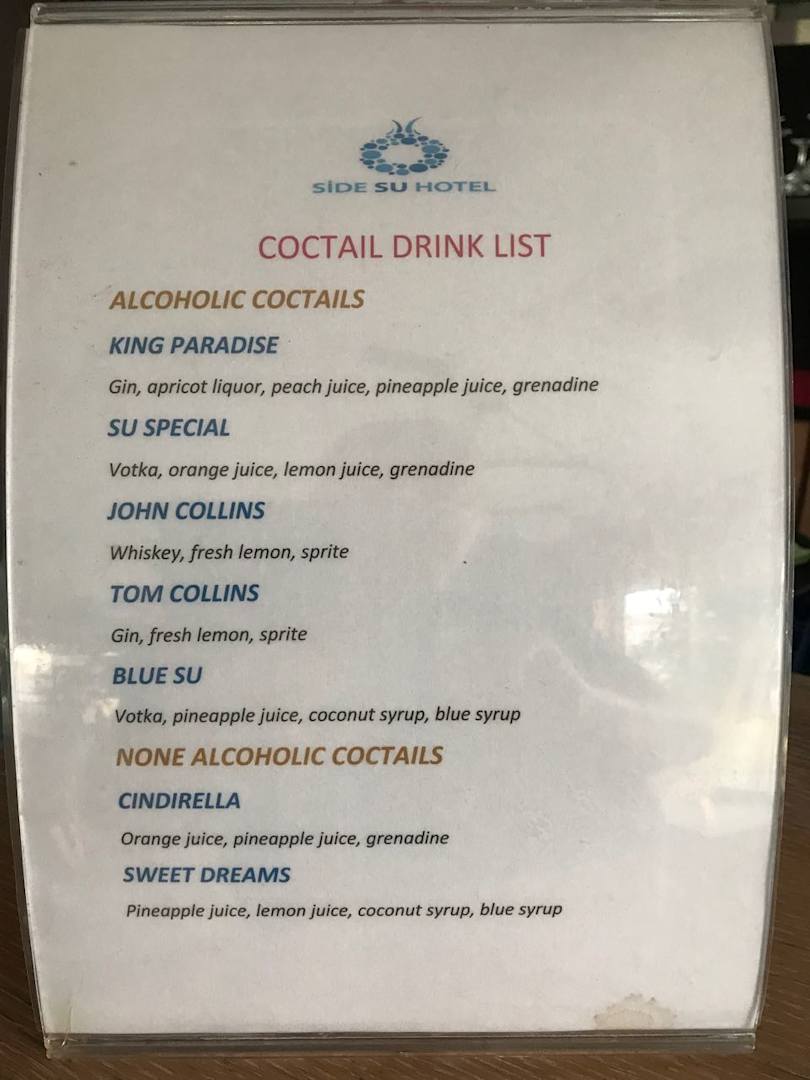 SİDE SU HOTEL
COCTAIL DRINK LIST
ALCOHOLIC COCTAILS
KING PARADISE
Gin, apricot liquor, peach juice, pineapple juice, grenadine
SU SPECIAL
Votka, orange juice, lemon juice, grenadine
JOHN COLLINS
Whiskey, fresh lemon, sprite
TOM COLLINS
Gin, fresh lemon, sprite
BLUE SU
Votka, pineapple juice, coconut syrup, blue syrup
NONE ALCOHOLIC COCTAILS
CINDIRELLA
Orange juice, pineapple juice, grenadine
SWEET DREAMS
Pineapple juice, lemon juice, coconut syrup, blue syrup